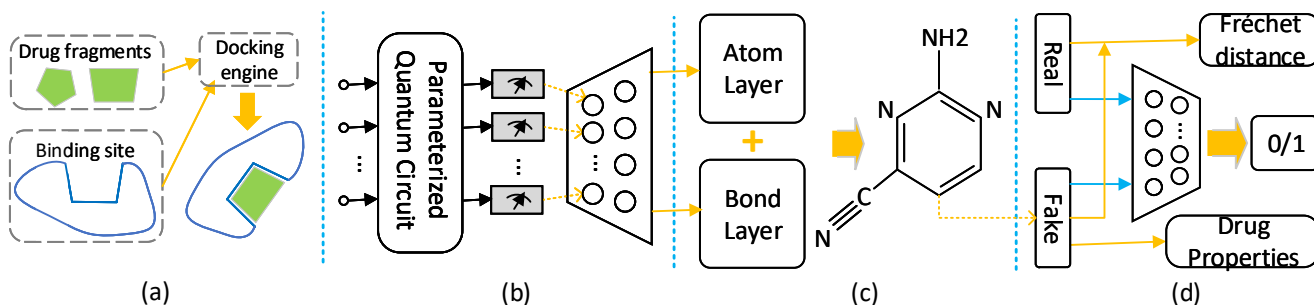 Drug fragments
Docking
engine
Binding site
(a)
Parameterized
Quantum Circuit
...
...
...
(b)
Atom
Layer
+
Bond
Layer
NH2
N
N
C
N
(c)
Real
Fake
...
Fréchet
distance
0/1
Drug
Properties
(d)